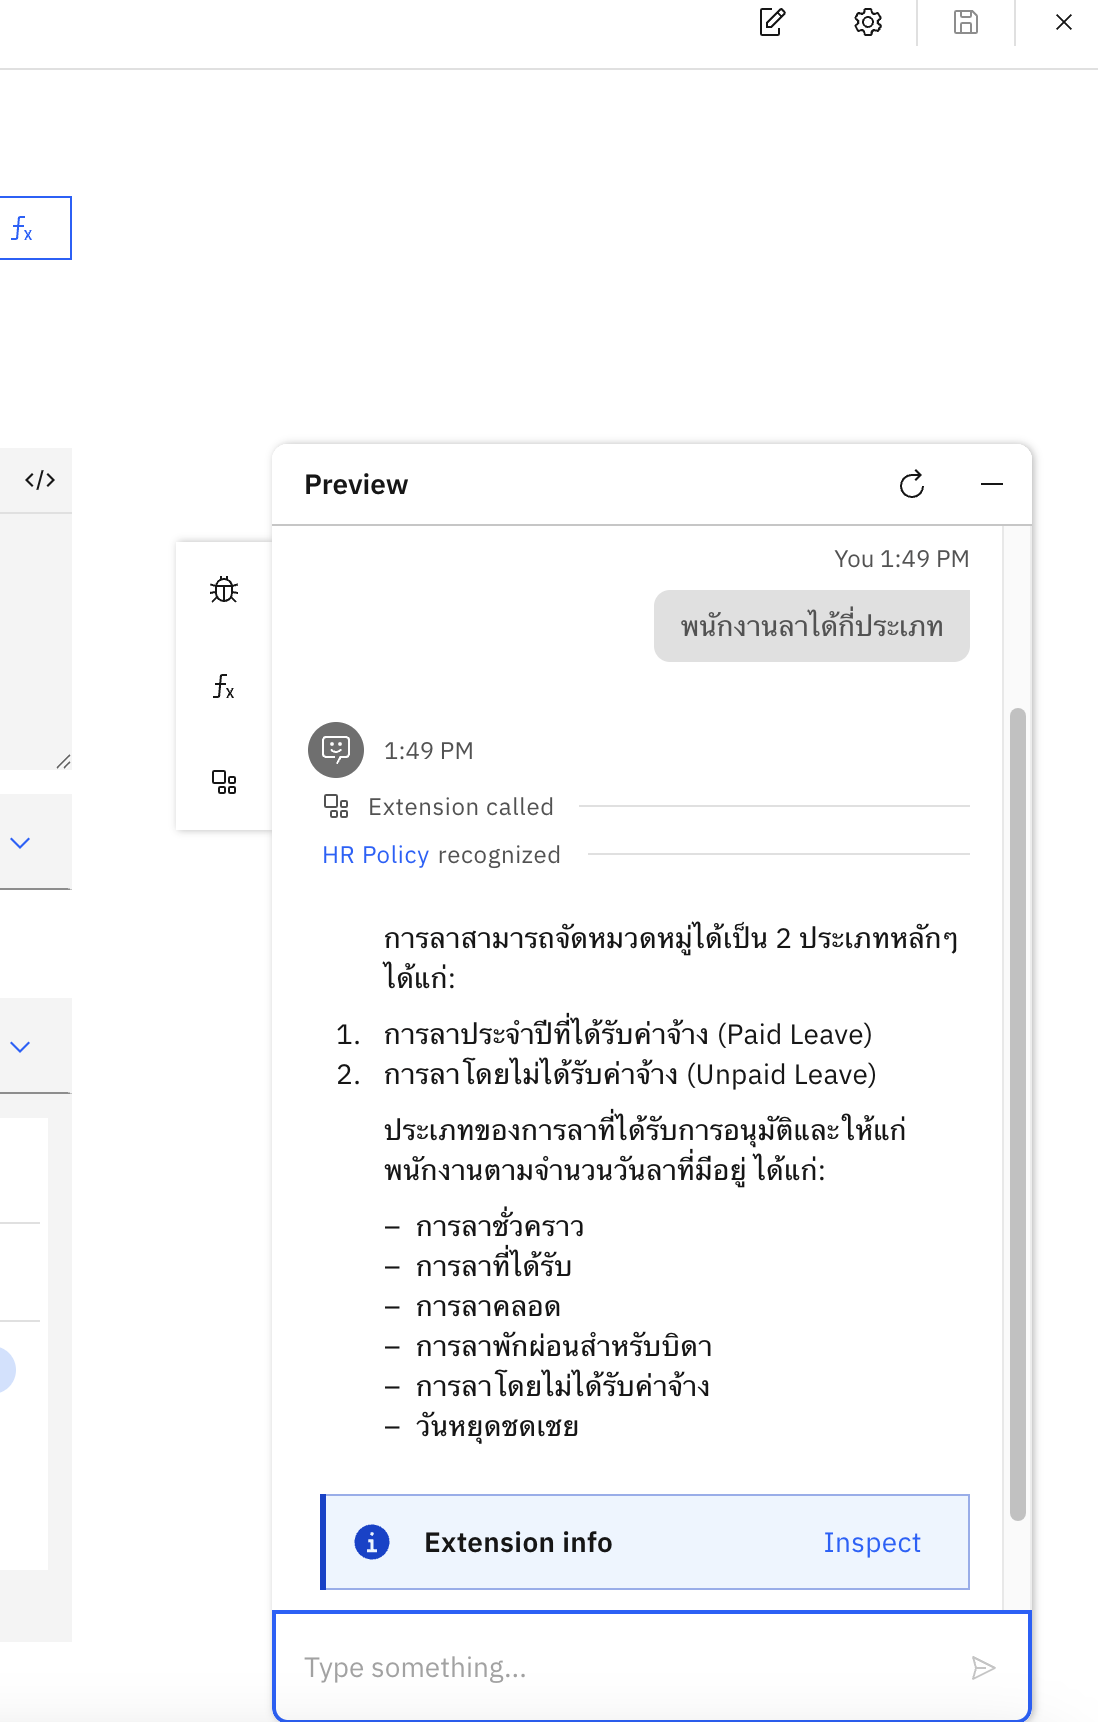 fx
</>
Preview
You 1:49 PM
พนักงานลาได้กี่ประเภท
fx
1:49 PM
Extension called
HR Policy recognized
การลาสามารถจัดหมวดหมู่ได้เป็น 2 ประเภทหลักๆ
ได้แก่:
1. การลาประจำปีที่ได้รับค่าจ้าง (Paid Leave)
2. การลาโดยไม่ได้รับค่าจ้าง (Unpaid Leave)
ประเภทของการลาที่ได้รับการอนุมัติและให้แก่
พนักงานตามจำนวนวันลาที่มีอยู่ ได้แก่:
– การลาชั่วคราว
– การลาที่ได้รับ
– การลาคลอด
– การลาพักผ่อนสำหรับบิดา
– การลาโดยไม่ได้รับค่าจ้าง
– วันหยุดชดเชย
Extension info Inspect
Type something...